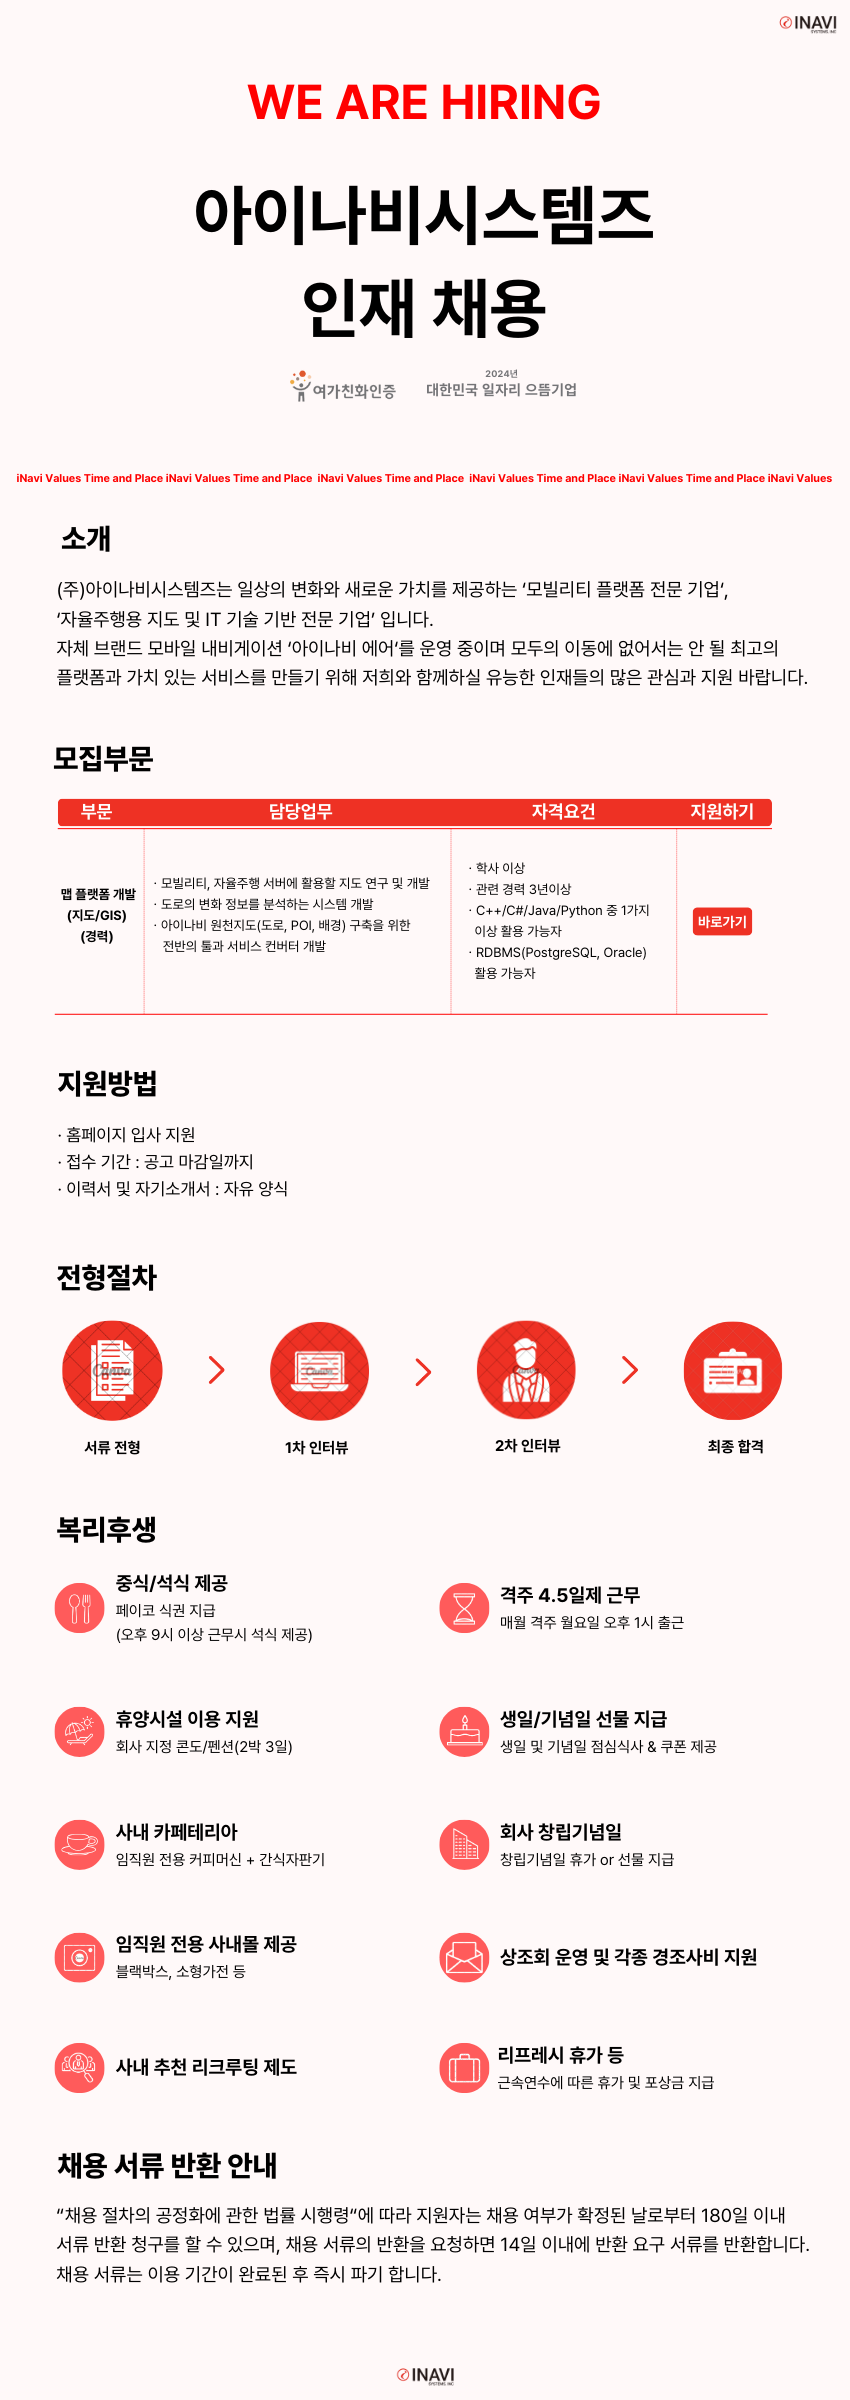 INAVI
SYSTEMS INC
WE ARE HIRING
아이나비시스템즈
인재 채용
여가친화인증
2024년
대한민국 일자리 으뜸기업
iNavi Values Time and Place iNavi Values Time and Place iNavi Values Time and Place iNavi Values Time and Place iNavi Values Time and Place iNavi Values
소개
(주)아이나비시스템즈는 일상의 변화와 새로운 가치를 제공하는 ‘모빌리티 플랫폼 전문 기업‘,
‘자율주행용 지도 및 IT 기술 기반 전문 기업’ 입니다.
자체 브랜드 모바일 내비게이션 ‘아이나비 에어‘를 운영 중이며 모두의 이동에 없어서는 안 될 최고의
플랫폼과 가치 있는 서비스를 만들기 위해 저희와 함께하실 유능한 인재들의 많은 관심과 지원 바랍니다.
모집부문
부문 담당업무 자격요건 지원하기
맵 플랫폼 개발
(지도/GIS)
(경력)
· 모빌리티, 자율주행 서버에 활용할 지도 연구 및 개발
· 도로의 변화 정보를 분석하는 시스템 개발
· 아이나비 원천지도(도로, POI, 배경) 구축을 위한
전반의 툴과 서비스 컨버터 개발
· 학사 이상
· 관련 경력 3년이상
· C++/C#/Java/Python 중 1가지
이상 활용 가능자
· RDBMS(PostgreSQL, Oracle)
활용 가능자
바로가기
지원방법
· 홈페이지 입사 지원
· 접수 기간 : 공고 마감일까지
· 이력서 및 자기소개서 : 자유 양식
전형절차
Canva
서류 전형
1차 인터뷰
2차 인터뷰
최종 합격
복리후생
중식/석식 제공
페이코 식권 지급
(오후 9시 이상 근무시 석식 제공)
격주 4.5일제 근무
매월 격주 월요일 오후 1시 출근
휴양시설 이용 지원
회사 지정 콘도/펜션(2박 3일)
생일/기념일 선물 지급
생일 및 기념일 점심식사 & 쿠폰 제공
사내 카페테리아
임직원 전용 커피머신 + 간식자판기
회사 창립기념일
창립기념일 휴가 or 선물 지급
임직원 전용 사내몰 제공
블랙박스, 소형가전 등
상조회 운영 및 각종 경조사비 지원
사내 추천 리크루팅 제도
리프레시 휴가 등
근속연수에 따른 휴가 및 포상금 지급
채용 서류 반환 안내
“채용 절차의 공정화에 관한 법률 시행령“에 따라 지원자는 채용 여부가 확정된 날로부터 180일 이내
서류 반환 청구를 할 수 있으며, 채용 서류의 반환을 요청하면 14일 이내에 반환 요구 서류를 반환합니다.
채용 서류는 이용 기간이 완료된 후 즉시 파기 합니다.
INAVI
SYSTEMS INC